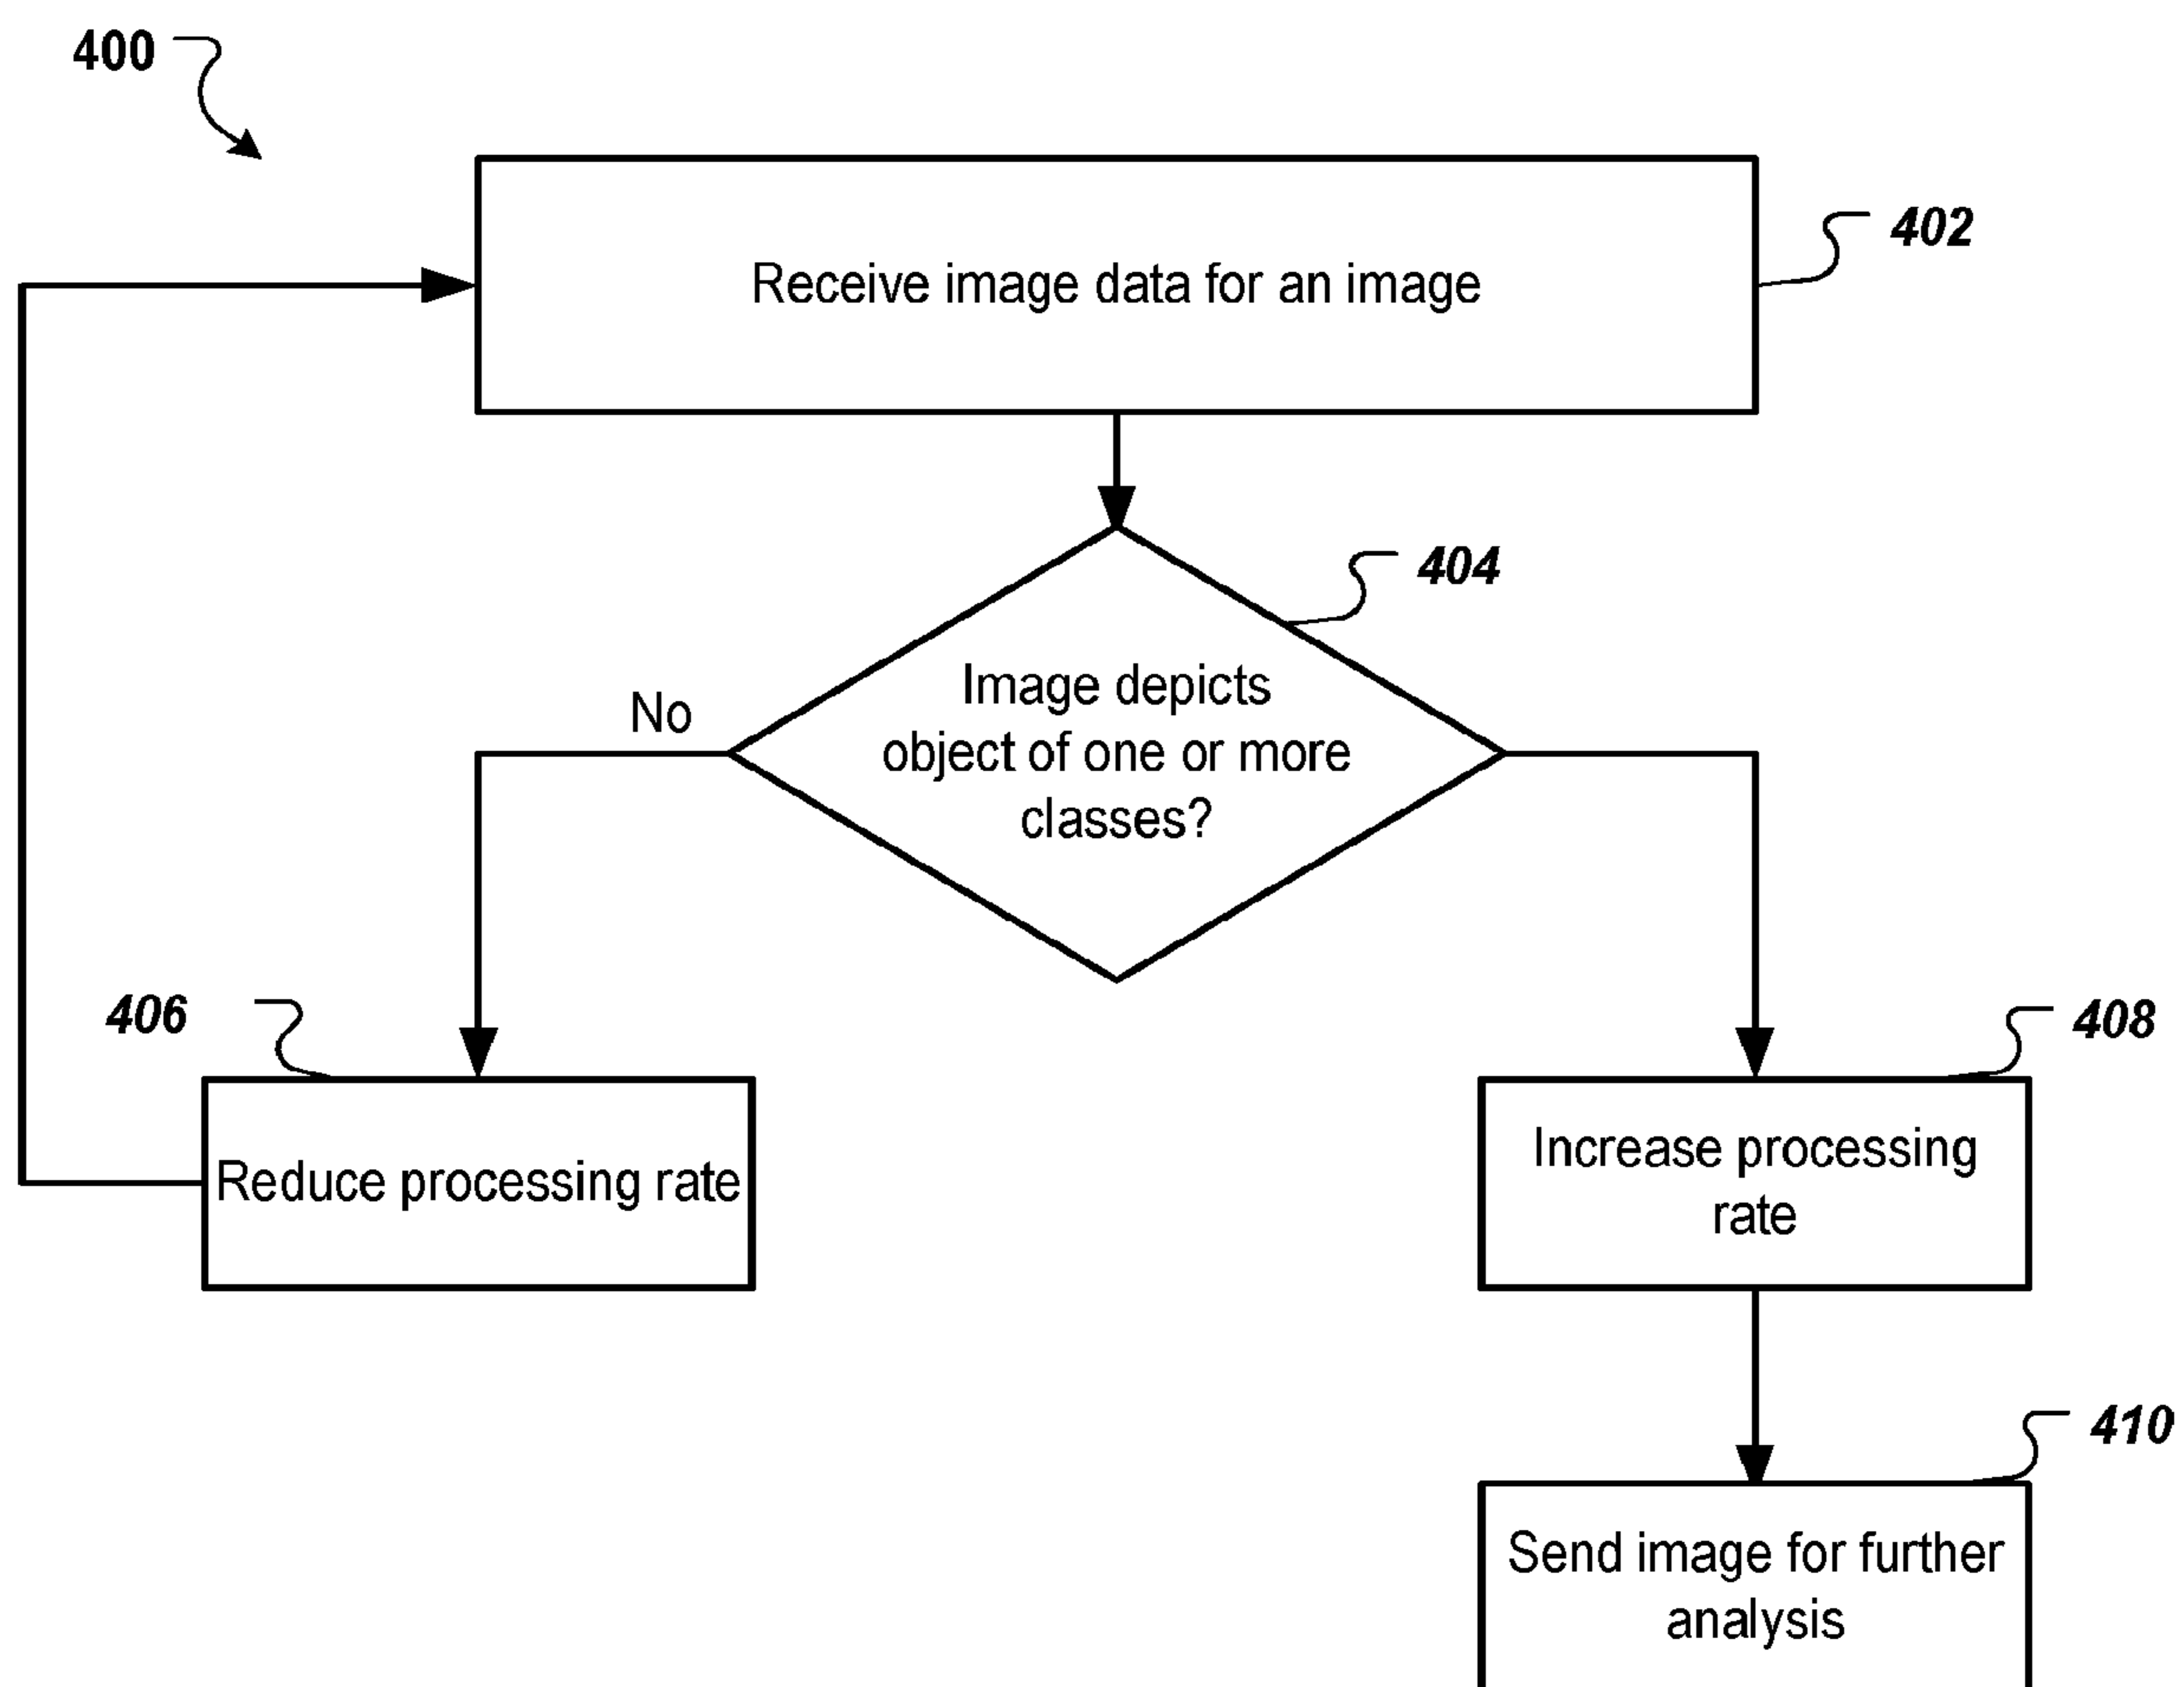 400
Receive image data for an image
402
404
Image depicts
object of one or more
classes?
No
406
Reduce processing rate
408
Increase processing
rate
410
Send image for further
analysis